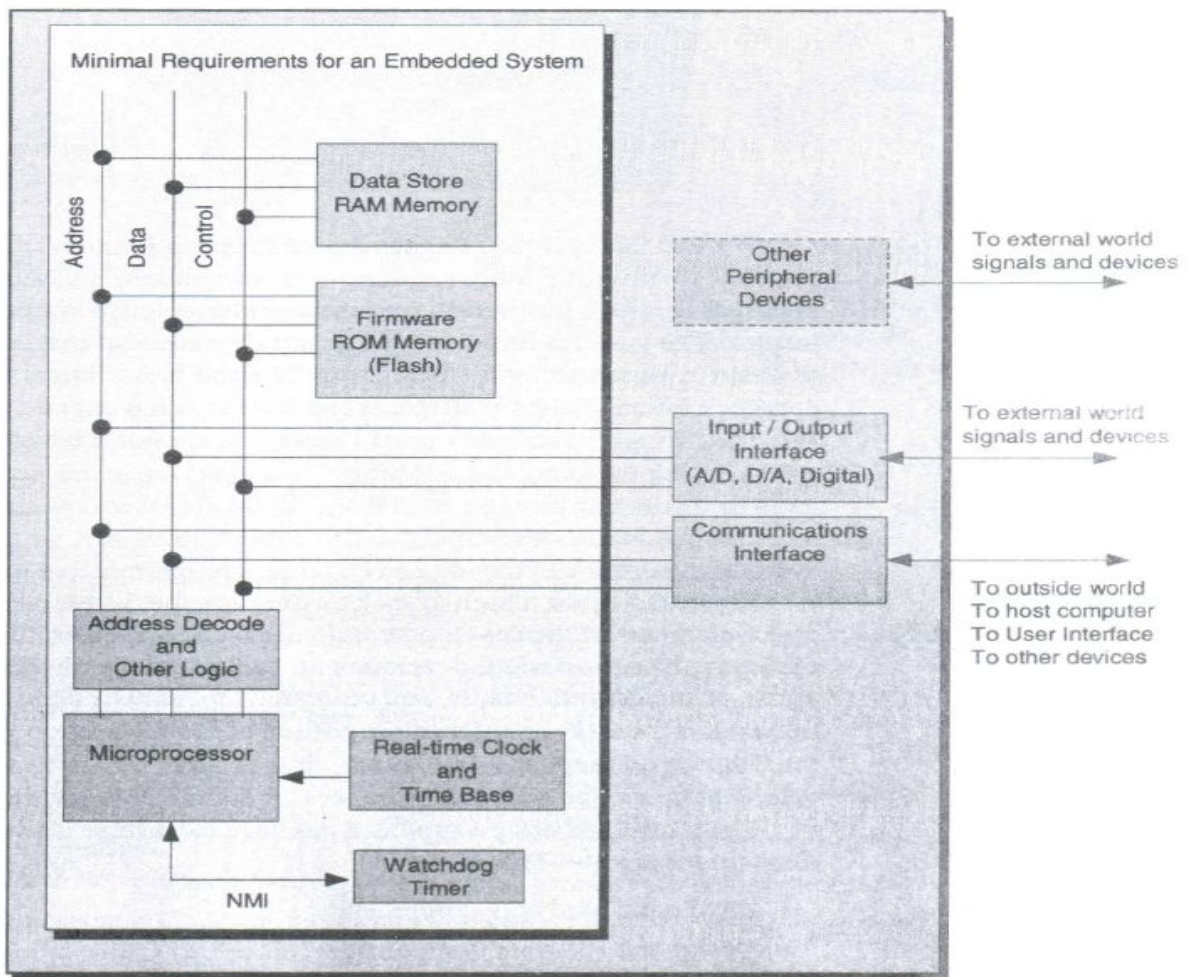 Minimal Requirements for an Embedded System
Address
Data
Control
Data Store
RAM Memory
Firmware
ROM Memory
(Flash)
Other
Peripheral
Devices
To external world
signals and devices
Input / Output
Interface
(A/D, D/A, Digital)
To external world
signals and devices
Communications
Interface
To outside world
To host computer
To User Interface
To other devices
Address Decode
and
Other Logic
Microprocessor
Real-time Clock
and
Time Base
Watchdog
Timer
NMI